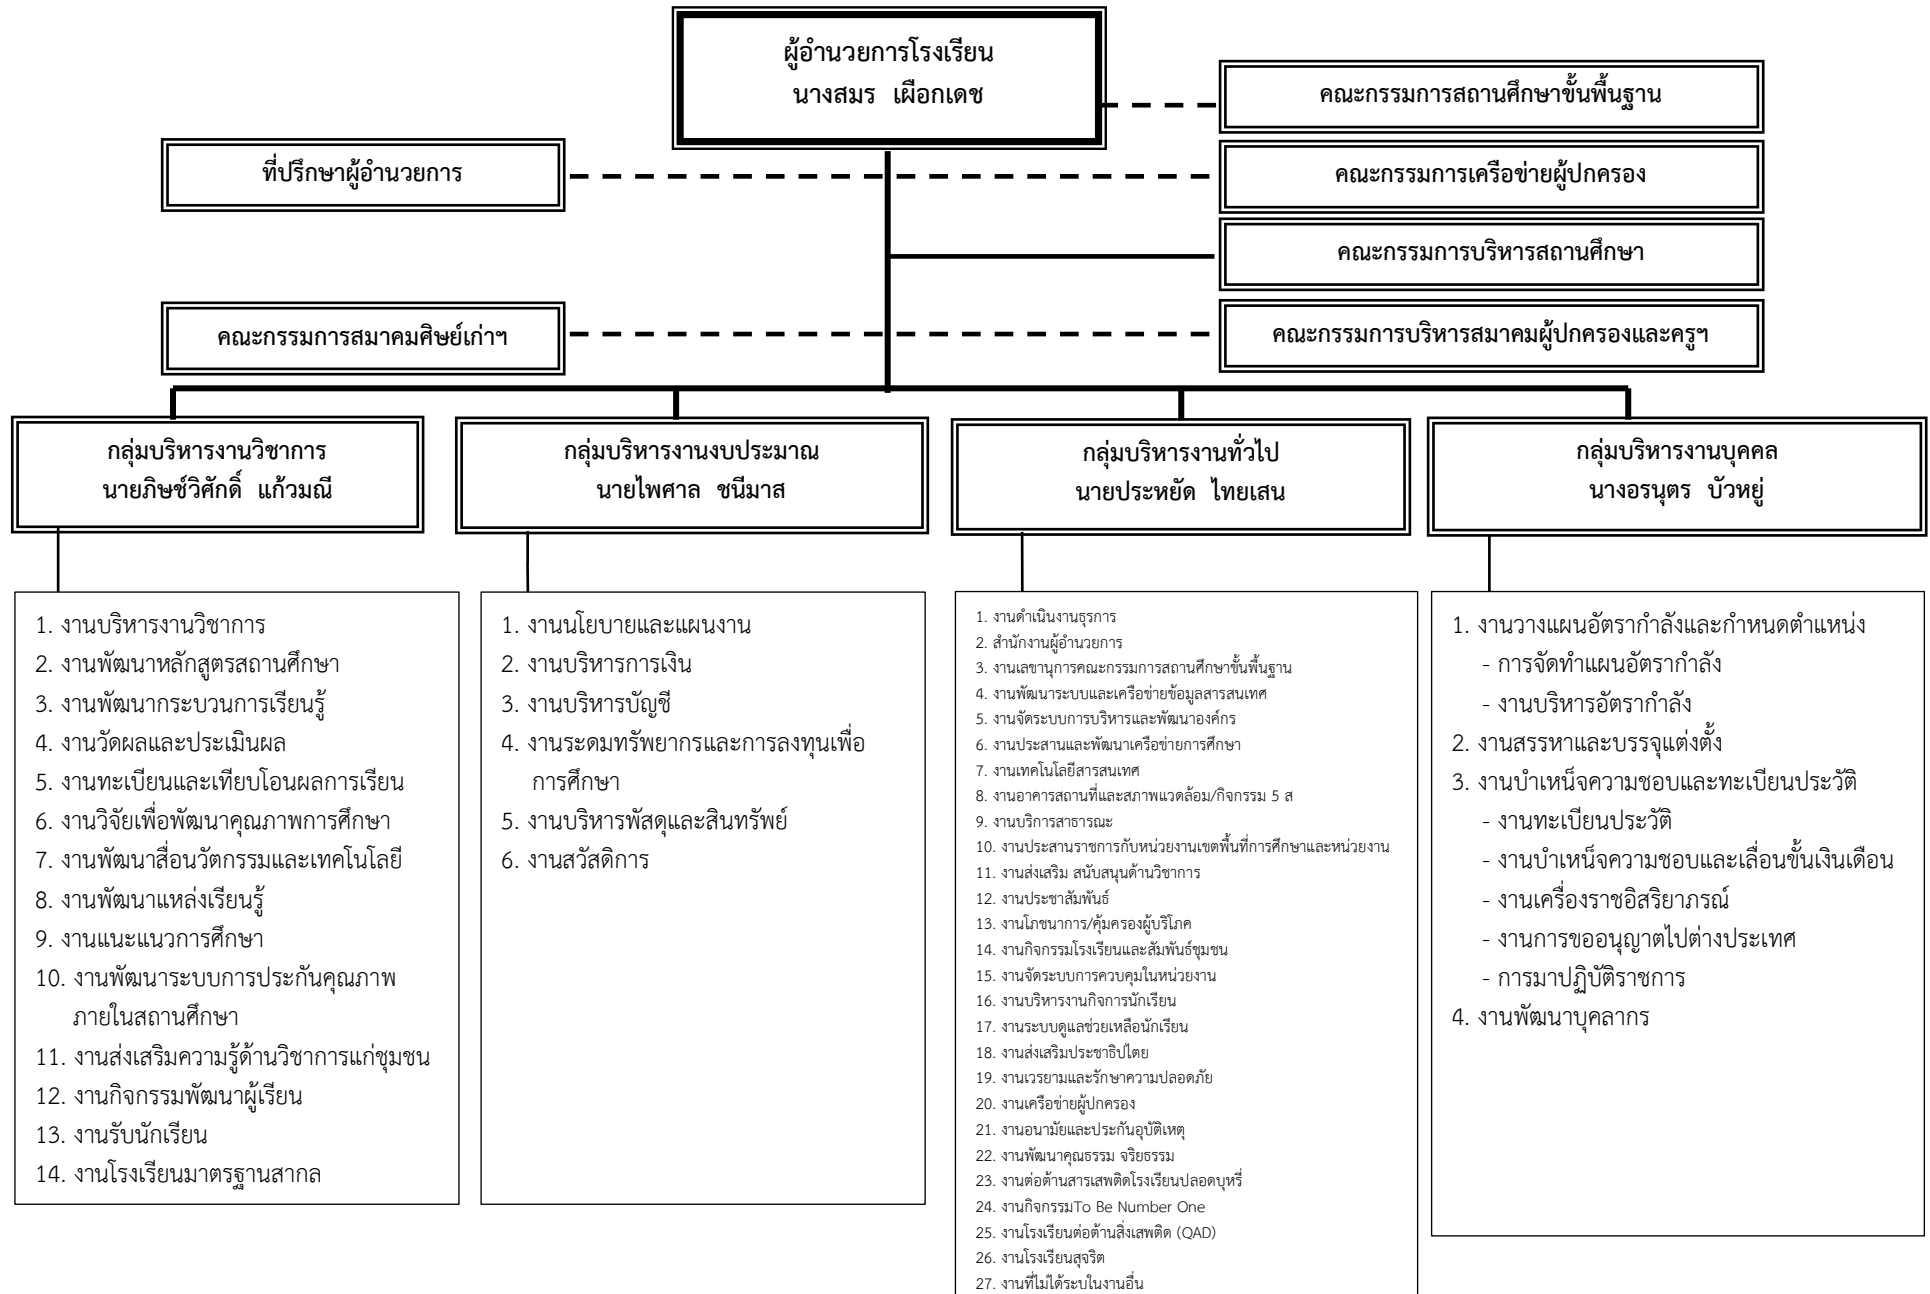 ผู้อำนวยการโรงเรียน
นางสมร เผือกเดช
คณะกรรมการสถานศึกษาขั้นพื้นฐาน
ที่ปรึกษาผู้อำนวยการ
คณะกรรมการเครือข่ายผู้ปกครอง
คณะกรรมการบริหารสถานศึกษา
คณะกรรมการสมาคมศิษย์เก่าฯ
คณะกรรมการบริหารสมาคมผู้ปกครองและครูฯ
กลุ่มบริหารงานวิชาการ
นายภิษช์วิศักดิ์ แก้วมณี
กลุ่มบริหารงานงบประมาณ
นายไพศาล ชนีมาส
กลุ่มบริหารงานทั่วไป
นายประหยัด ไทยเสน
กลุ่มบริหารงานบุคคล
นางอรนุตร บัวหยู่
1. งานบริหารงานวิชาการ
2. งานพัฒนาหลักสูตรสถานศึกษา
3. งานพัฒนากระบวนการเรียนรู้
4. งานวัดผลและประเมินผล
5. งานทะเบียนและเทียบโอนผลการเรียน
6. งานวิจัยเพื่อพัฒนาคุณภาพการศึกษา
7. งานพัฒนาสื่อนวัตกรรมและเทคโนโลยี
8. งานพัฒนาแหล่งเรียนรู้
9. งานแนะแนวการศึกษา
10. งานพัฒนาระบบการประกันคุณภาพ
ภายในสถานศึกษา
11. งานส่งเสริมความรู้ด้านวิชาการแก่ชุมชน
12. งานกิจกรรมพัฒนาผู้เรียน
13. งานรับนักเรียน
14. งานโรงเรียนมาตรฐานสากล
1. งานนโยบายและแผนงาน
2. งานบริหารการเงิน
3. งานบริหารบัญชี
4. งานระดมทรัพยากรและการลงทุนเพื่อ
การศึกษา
5. งานบริหารพัสดุและสินทรัพย์
6. งานสวัสดิการ
1. งานดำเนินงานธุรการ
2. สำนักงานผู้อำนวยการ
3. งานเลขานุการคณะกรรมการสถานศึกษาขั้นพื้นฐาน
4. งานพัฒนาระบบและเครือข่ายข้อมูลสารสนเทศ
5. งานจัดระบบการบริหารและพัฒนาองค์กร
6. งานประสานและพัฒนาเครือข่ายการศึกษา
7. งานเทคโนโลยีสารสนเทศ
8. งานอาคารสถานที่และสภาพแวดล้อม/กิจกรรม 5 ส
9. งานบริการสาธารณะ
10. งานประสานราชการกับหน่วยงานเขตพื้นที่การศึกษาและหน่วยงาน
11. งานส่งเสริม สนับสนุนด้านวิชาการ
12. งานประชาสัมพันธ์
13. งานโภชนาการ/คุ้มครองผู้บริโภค
14. งานกิจกรรมโรงเรียนและสัมพันธ์ชุมชน
15. งานจัดระบบการควบคุมในหน่วยงาน
16. งานบริหารงานกิจการนักเรียน
17. งานระบบดูแลช่วยเหลือนักเรียน
18. งานส่งเสริมประชาธิปไตย
19. งานเวรยามและรักษาความปลอดภัย
20. งานเครือข่ายผู้ปกครอง
21. งานอนามัยและประกันอุบัติเหตุ
22. งานพัฒนาคุณธรรม จริยธรรม
23. งานต่อต้านสารเสพติดโรงเรียนปลอดบุหรี่
24. งานกิจกรรมTo Be Number One
25. งานโรงเรียนต่อต้านสิ่งเสพติด (QAD)
26. งานโรงเรียนสุจริต
27. งานที่ไม่ได้ระบุในงานอื่น
1. งานวางแผนอัตรากำลังและกำหนดตำแหน่ง
- การจัดทำแผนอัตรากำลัง
- งานบริหารอัตรากำลัง
2. งานสรรหาและบรรจุแต่งตั้ง
3. งานบำเหน็จความชอบและทะเบียนประวัติ
- งานทะเบียนประวัติ
- งานบำเหน็จความชอบและเลื่อนขั้นเงินเดือน
- งานเครื่องราชอิสริยาภรณ์
- งานการขออนุญาตไปต่างประเทศ
- การมาปฏิบัติราชการ
4. งานพัฒนาบุคลากร